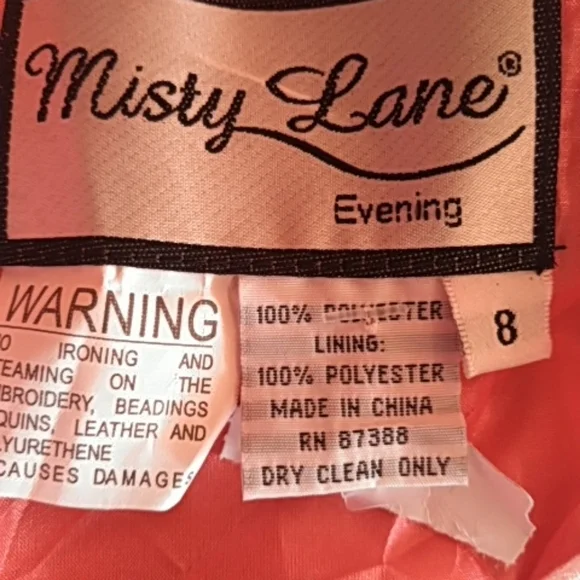 Misty Lane®
Evening
WARNING
IRONING AND
ON THE
BEADINGS
LEATHER AND
CAUSES DAMAGES
100% POLYESTER
LINING:
100% POLYESTER
MADE IN CHINA
RN 87388
DRY CLEAN ONLY
8